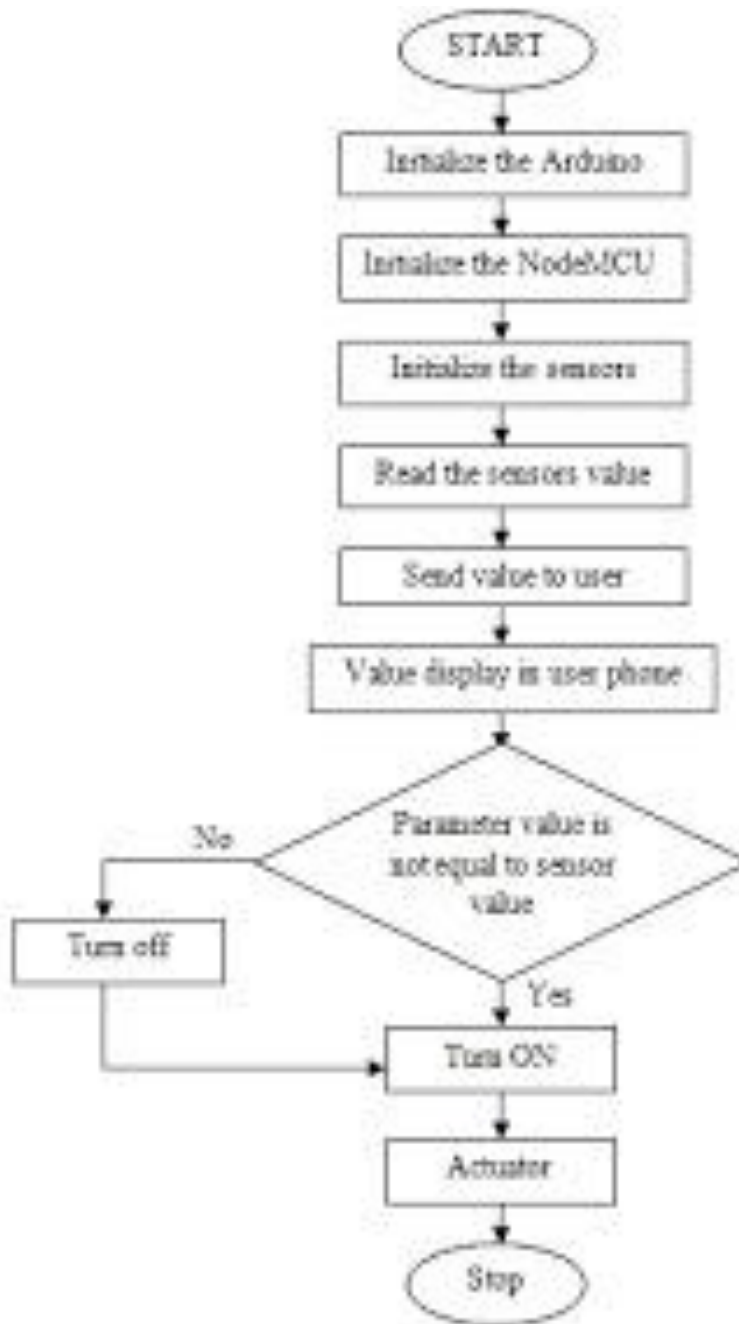 START
Initialize the Arduino
Initialize the NodeMCU
Initialize the sensors
Read the sensors value
Send value to user
Value display in user phone
Parameter value is
not equal to sensor
value
No
Turn off
Yes
Turn ON
Actuator
Stop